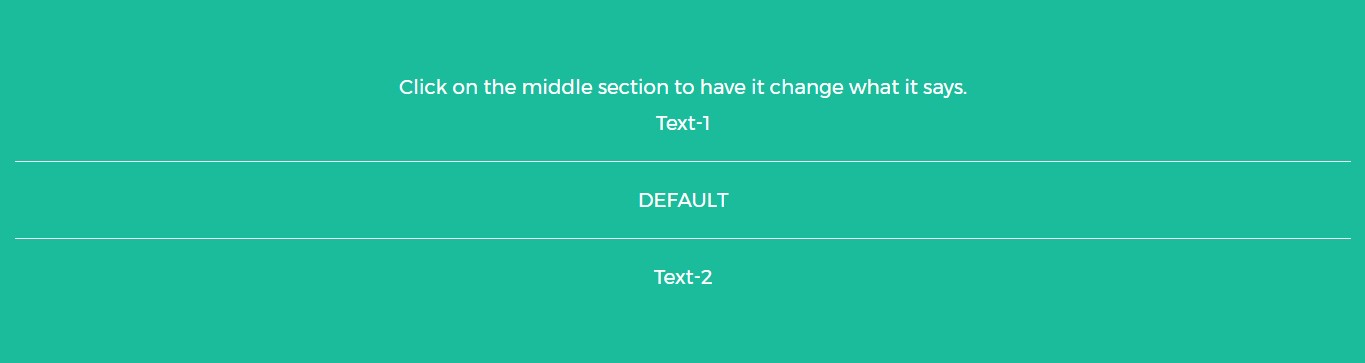 Click on the middle section to have it change what it says.
Text-1
DEFAULT
Text-2